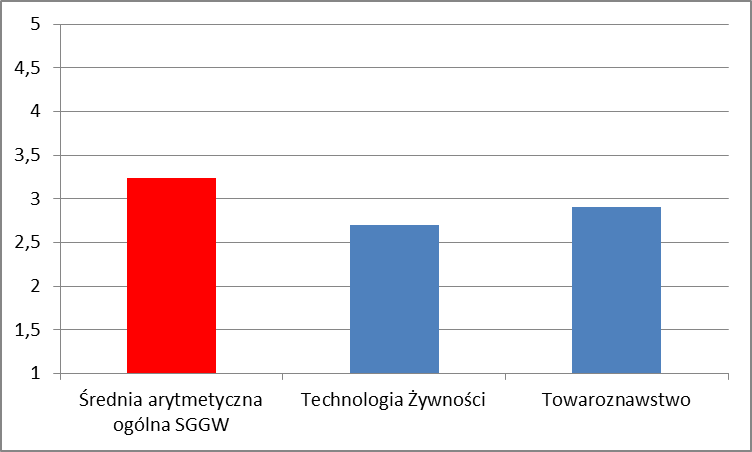 5
4,5
4
3,5
3
2,5
2
1,5
1
Średnia arytmetyczna
ogólna SGGW
Technologia Żywności
Towaroznawstwo